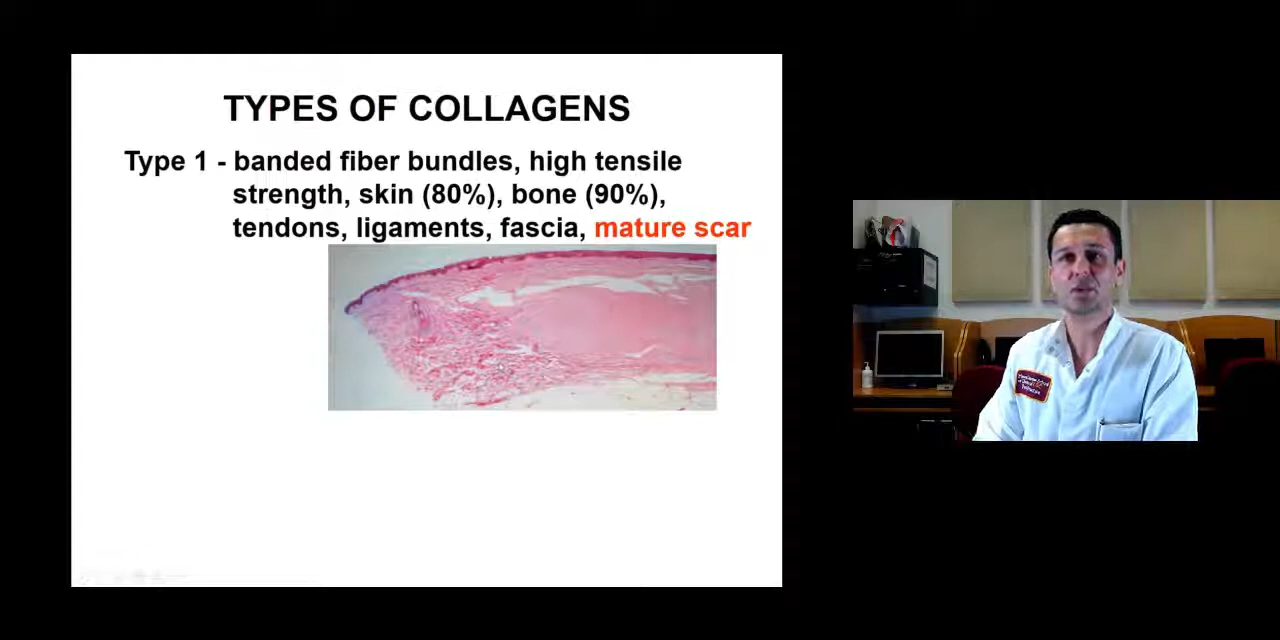 TYPES OF COLLAGENS
Type 1 - banded fiber bundles, high tensile
strength, skin (80%), bone (90%),
tendons, ligaments, fascia, mature scar